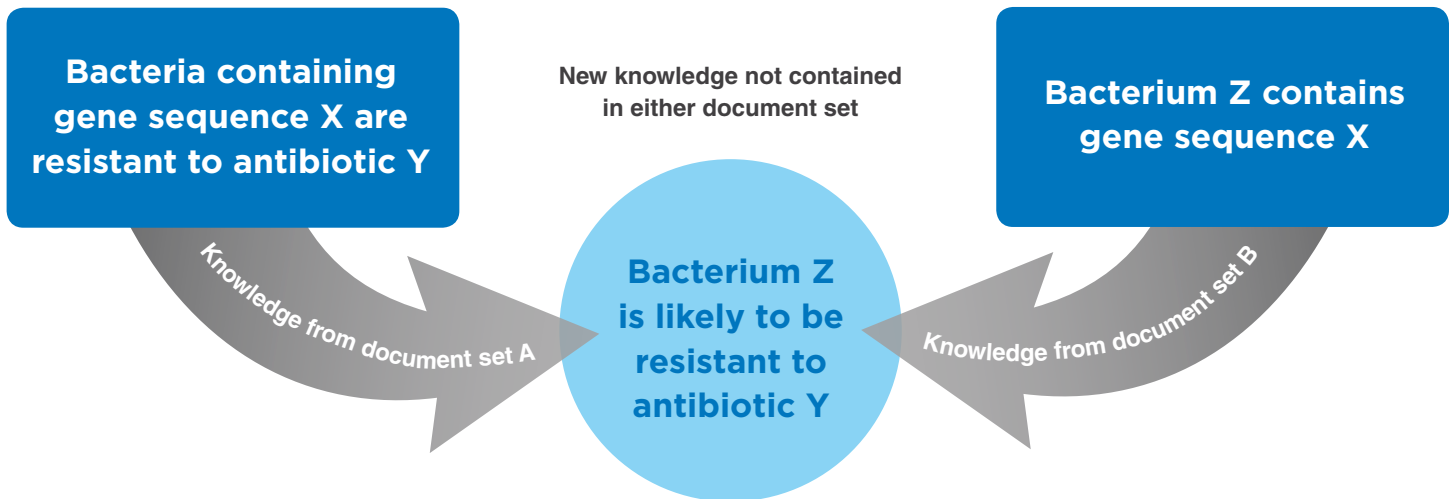 Bacteria containing
gene sequence X are
resistant to antibiotic Y
New knowledge not contained
in either document set
Bacterium Z contains
gene sequence X
Knowledge from document set A
Bacterium Z
is likely to be
resistant to
antibiotic Y
Knowledge from document set B